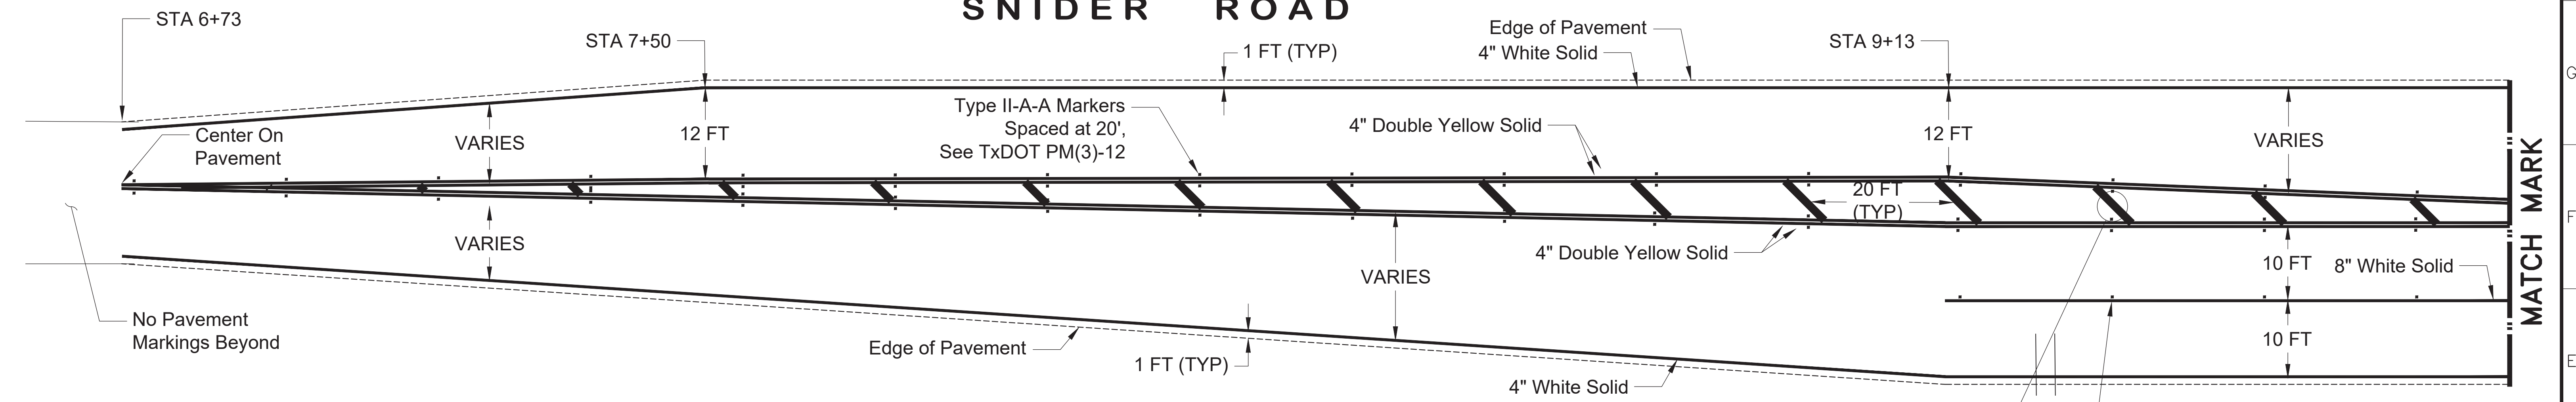 SNIDER ROAD
STA 6+73
STA 7+50
1 FT (TYP)
Edge of Pavement
4" White Solid
STA 9+13
G
Center On
Pavement
VARIES
12 FT
Type II-A-A Markers
Spaced at 20',
See TxDOT PM(3)-12
4" Double Yellow Solid
12 FT
VARIES
MATCH MARK
20 FT
(TYP)
F
VARIES
VARIES
4" Double Yellow Solid
10 FT
8" White Solid
No Pavement
Markings Beyond
Edge of Pavement
1 FT (TYP)
4" White Solid
10 FT
E